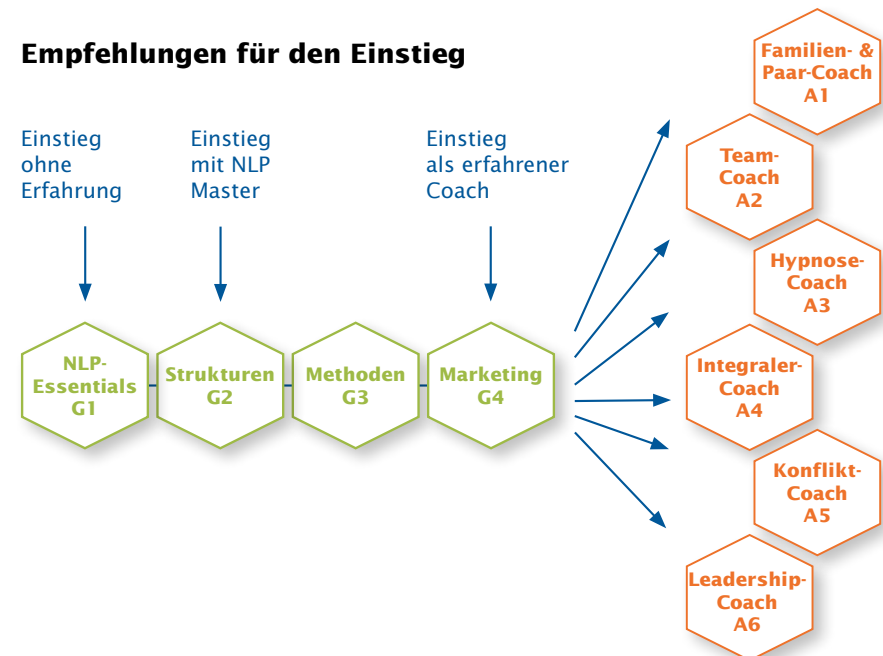 Empfehlungen für den Einstieg
Einstieg
ohne
Erfahrung
Einstieg
mit NLP
Master
Einstieg
als erfahrener
Coach
NLP-
Essentials
G1
Strukturen
G2
Methoden
G3
Marketing
G4
Familien- &
Paar-Coach
A1
Team-
Coach
A2
Hypnose-
Coach
A3
Integraler-
Coach
A4
Konflikt-
Coach
A5
Leadership-
Coach
A6